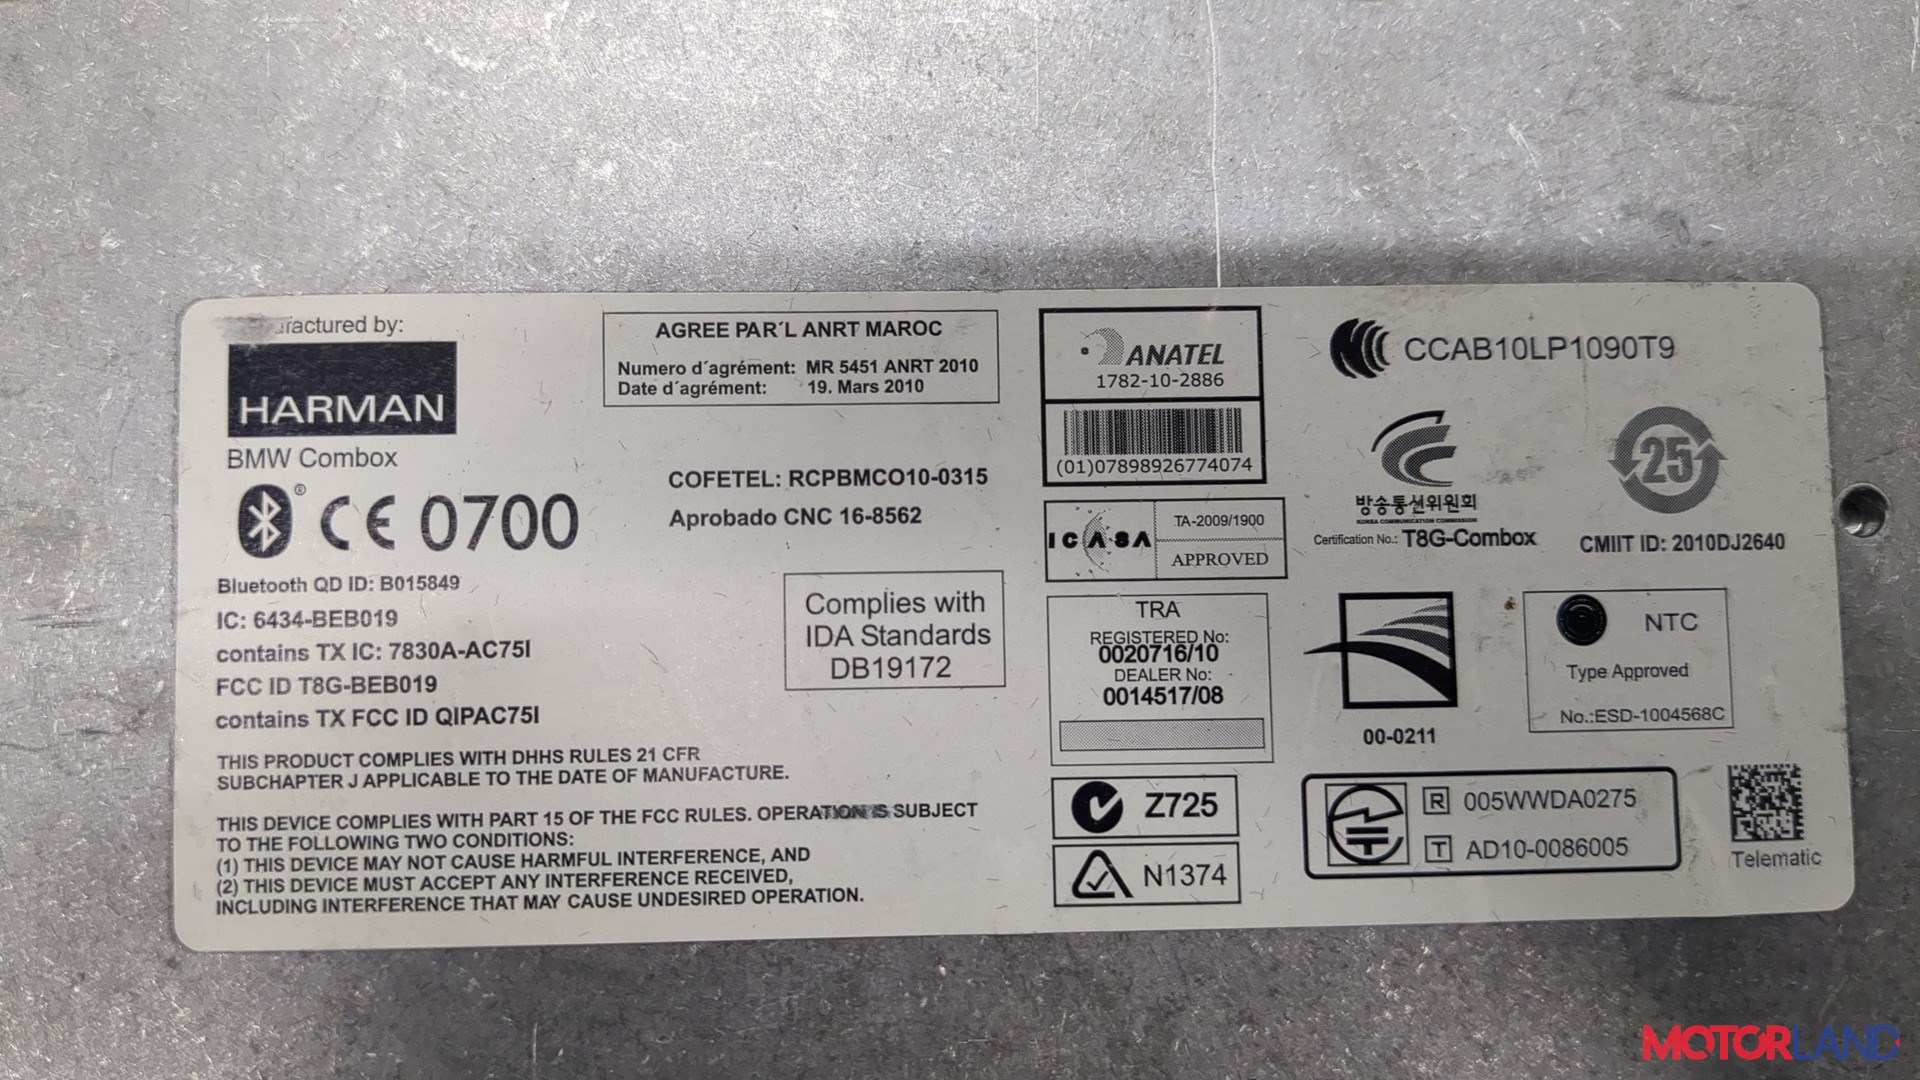 factured by:
HARMAN
BMW Combox
® CE 0700
Bluetooth QD ID: B015849
IC: 6434-BEB019
contains TX IC: 7830A-AC75I
FCC ID T8G-BEB019
contains TX FCC ID QIPAC75I
THIS PRODUCT COMPLIES WITH DHHS RULES 21 CFR
SUBCHAPTER J APPLICABLE TO THE DATE OF MANUFACTURE.
THIS DEVICE COMPLIES WITH PART 15 OF THE FCC RULES. OPERATION IS SUBJECT
TO THE FOLLOWING TWO CONDITIONS:
(1) THIS DEVICE MAY NOT CAUSE HARMFUL INTERFERENCE, AND
(2) THIS DEVICE MUST ACCEPT ANY INTERFERENCE RECEIVED,
INCLUDING INTERFERENCE THAT MAY CAUSE UNDESIRED OPERATION.
AGREE PAR´L ANRT MAROC
Numero d´agrément: MR 5451 ANRT 2010
Date d´agrément: 19. Mars 2010
COFETEL: RCPBMCO10-0315
Aprobado CNC 16-8562
Complies with
IDA Standards
DB19172
ANATEL
1782-10-2886
(01)07898926774074
ICASA
TA-2009/1900
APPROVED
TRA
REGISTERED No:
0020716/10
DEALER No:
0014517/08
Z725
N1374
CCAB10LP1090T9
방송통신위원회
KOREA COMMUNICATIONS COMMISSION
Certification No.: T8G-Combox
25
CMIIT ID: 2010DJ2640
00-0211
NTC
Type Approved
No.:ESD-1004568C
R 005WWDA0275
T AD10-0086005
Telematic
MOTORLAND